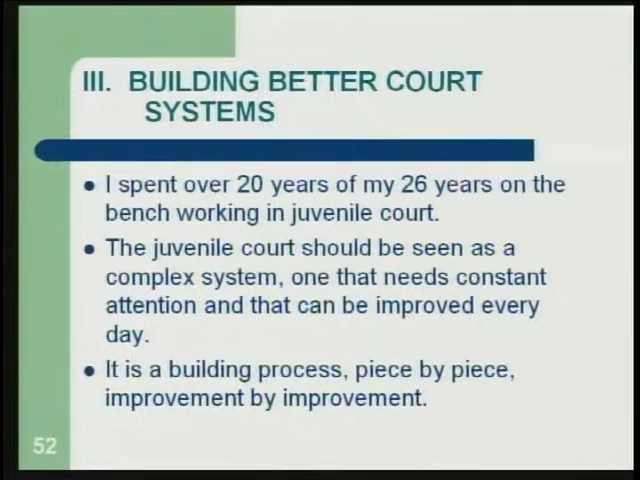 III. BUILDING BETTER COURT
SYSTEMS
• I spent over 20 years of my 26 years on the
bench working in juvenile court.
• The juvenile court should be seen as a
complex system, one that needs constant
attention and that can be improved every
day.
• It is a building process, piece by piece,
improvement by improvement.
52